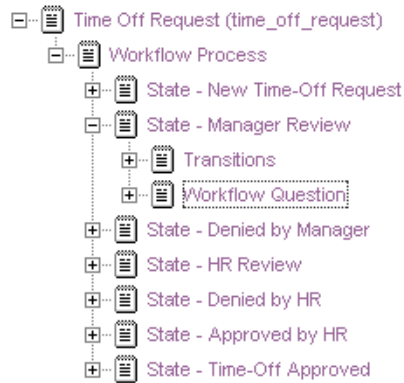 Time Off Request (time_off_request)
Workflow Process
State - New Time-Off Request
State - Manager Review
Transitions
Workflow Question
State - Denied by Manager
State - HR Review
State - Denied by HR
State - Approved by HR
State - Time-Off Approved